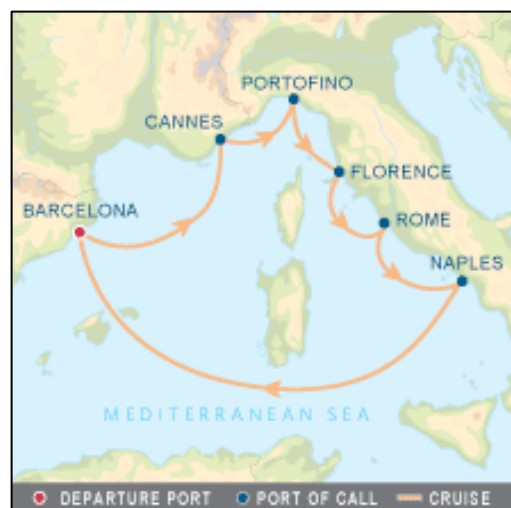 PORTOFINO
CANNES
FLORENCE
BARCELONA
ROME
NAPLES
MEDITERRANEAN SEA
DEPARTURE PORT PORT OF CALL CRUISE